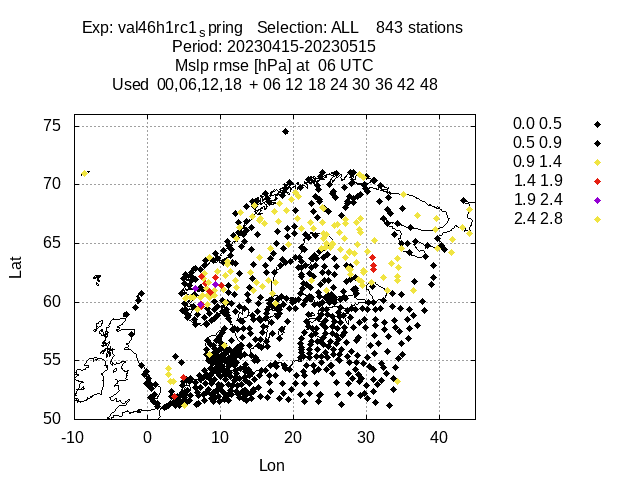 Exp: val46h1rc1spring Selection: ALL 843 stations
Period: 20230415-20230515
Mslp rmse [hPa] at 06 UTC
Used 00,06,12,18 + 06 12 18 24 30 36 42 48
75
70
65
60
55
50
Lat
-10 0 10 20 30 40
Lon
0.0 0.5
0.5 0.9
0.9 1.4
1.4 1.9
1.9 2.4
2.4 2.8